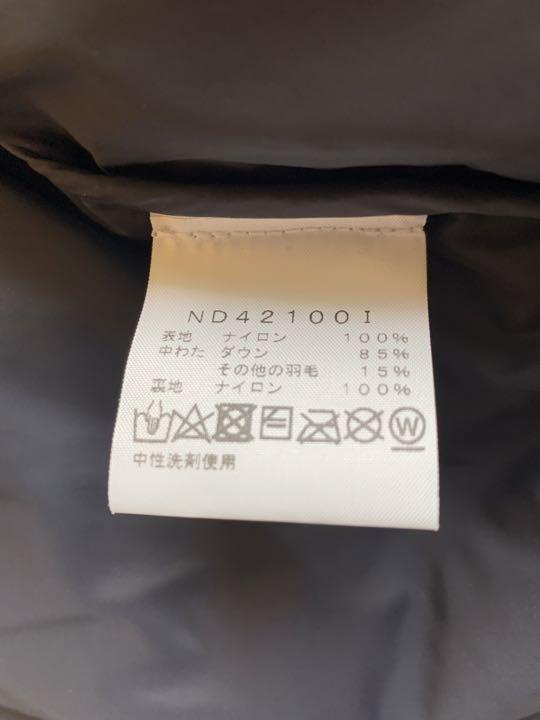 ND42100I
表地 ナイロン 100%
中わた ダウン 85%
その他の羽毛 15%
裏地 ナイロン 100%
W
中性洗剤使用